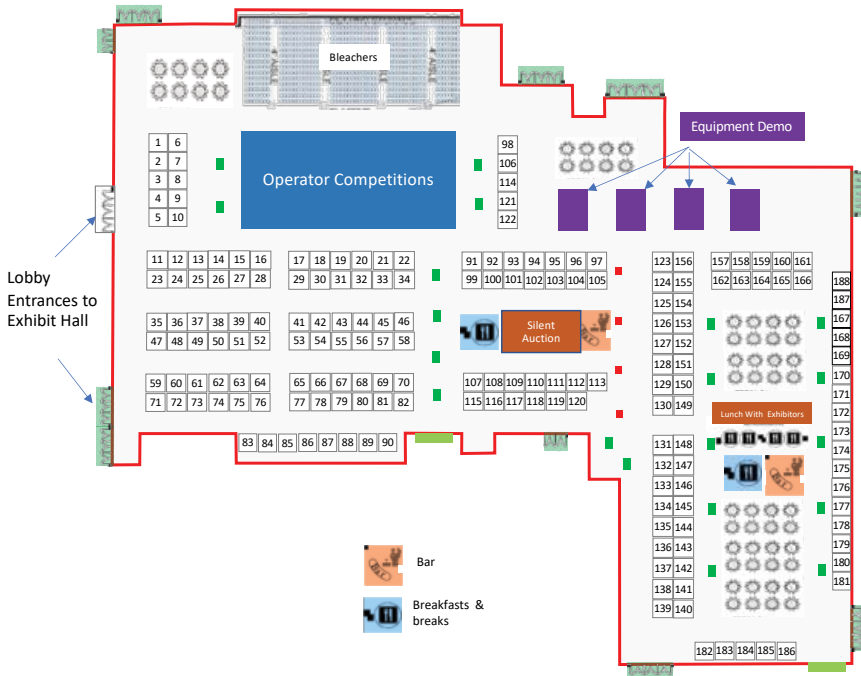 Bleachers
4' AISLE
4' AISLE
4' AISLE
Equipment Demo
Operator Competitions
1 6
2 7
3 8
4 9
5 10
98
106
114
121
122
Lobby
Entrances to
Exhibit Hall
11 12 13 14 15 16
23 24 25 26 27 28
17 18 19 20 21 22
29 30 31 32 33 34
91 92 93 94 95 96 97
99 100 101 102 103 104 105
123 156
124 155
125 154
126 153
127 152
128 151
129 150
130 149
157 158 159 160 161
162 163 164 165 166
188
187
167
168
169
170
171
172
173
174
175
176
177
178
179
180
181
35 36 37 38 39 40
47 48 49 50 51 52
41 42 43 44 45 46
53 54 55 56 57 58
Silent
Auction
59 60 61 62 63 64
71 72 73 74 75 76
65 66 67 68 69 70
77 78 79 80 81 82
107 108 109 110 111 112 113
115 116 117 118 119 120
Lunch With Exhibitors
83 84 85 86 87 88 89 90
131 148
132 147
133 146
134 145
135 144
136 143
137 142
138 141
139 140
Bar
Breakfasts &
breaks
182 183 184 185 186